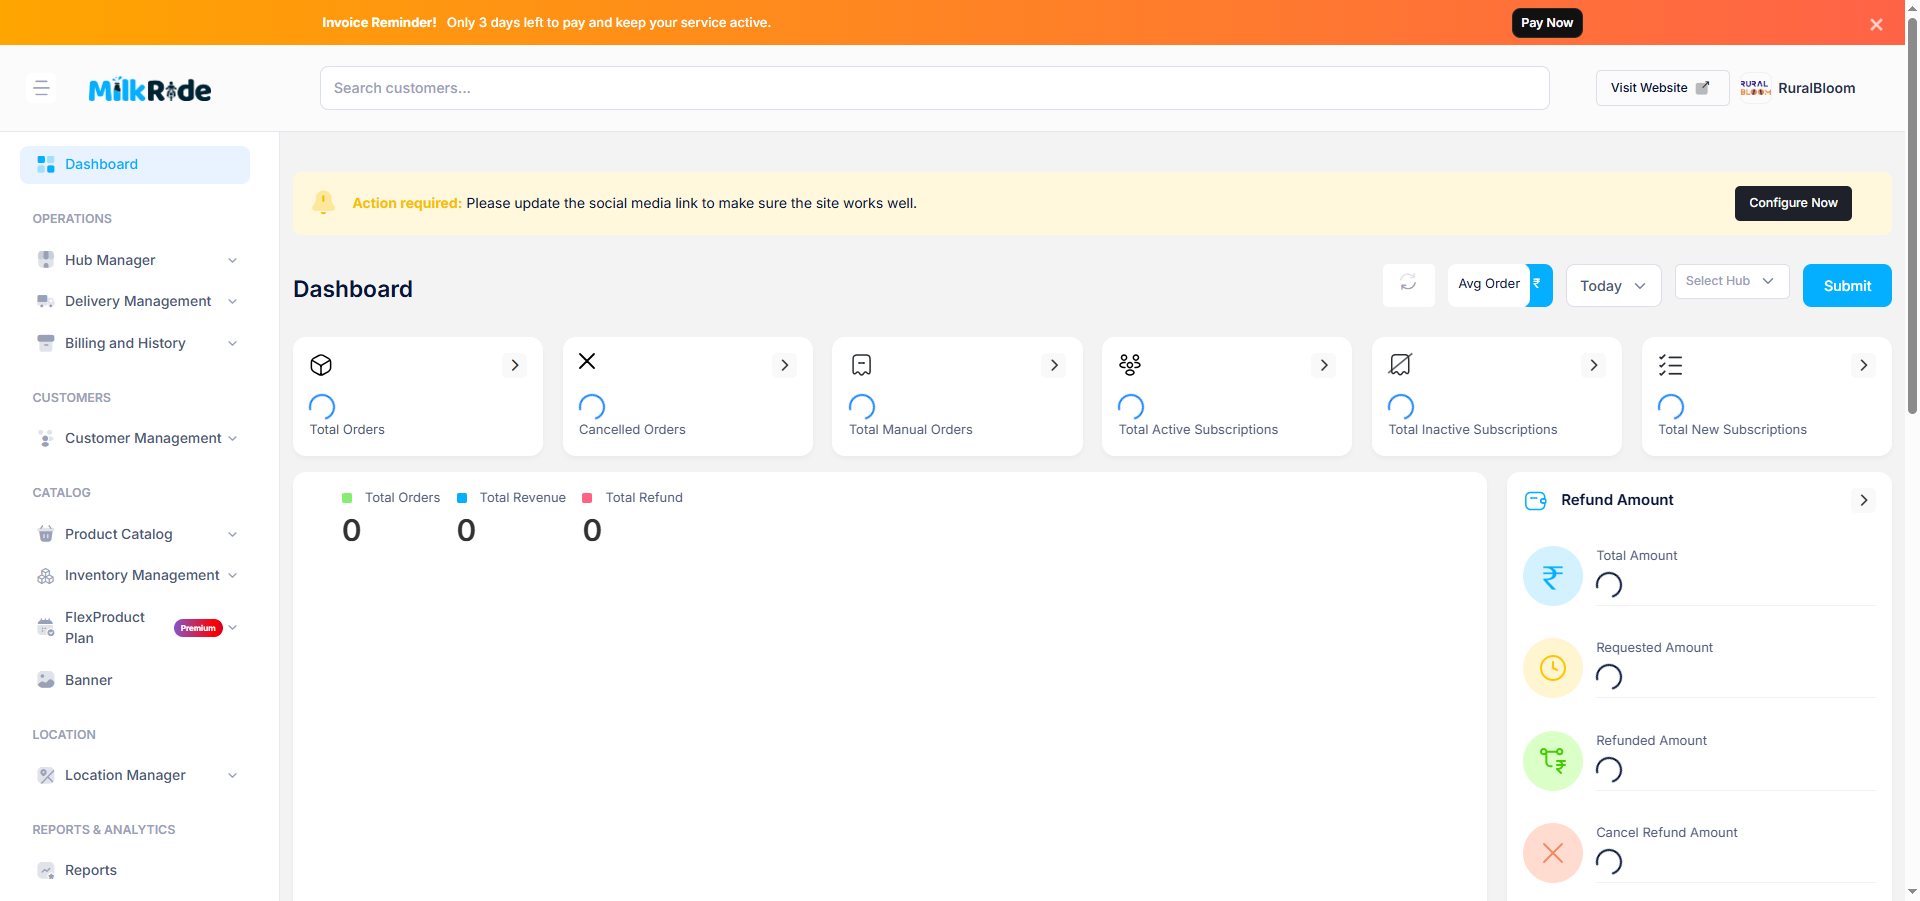 Invoice Reminder! Only 3 days left to pay and keep your service active.
Pay Now
MilkRide
Search customers...
Visit Website
RURAL BLOOM
RuralBloom
Dashboard
OPERATIONS
Hub Manager
Delivery Management
Billing and History
CUSTOMERS
Customer Management
CATALOG
Product Catalog
Inventory Management
FlexProduct
Plan
Premium
Banner
LOCATION
Location Manager
REPORTS & ANALYTICS
Reports
Action required: Please update the social media link to make sure the site works well.
Configure Now
Dashboard
Avg Order
₹
Today
Select Hub
Submit
Total Orders
Cancelled Orders
Total Manual Orders
Total Active Subscriptions
Total Inactive Subscriptions
Total New Subscriptions
Total Orders
0
Total Revenue
0
Total Refund
0
Refund Amount
₹
Total Amount
Requested Amount
₹
Refunded Amount
Cancel Refund Amount